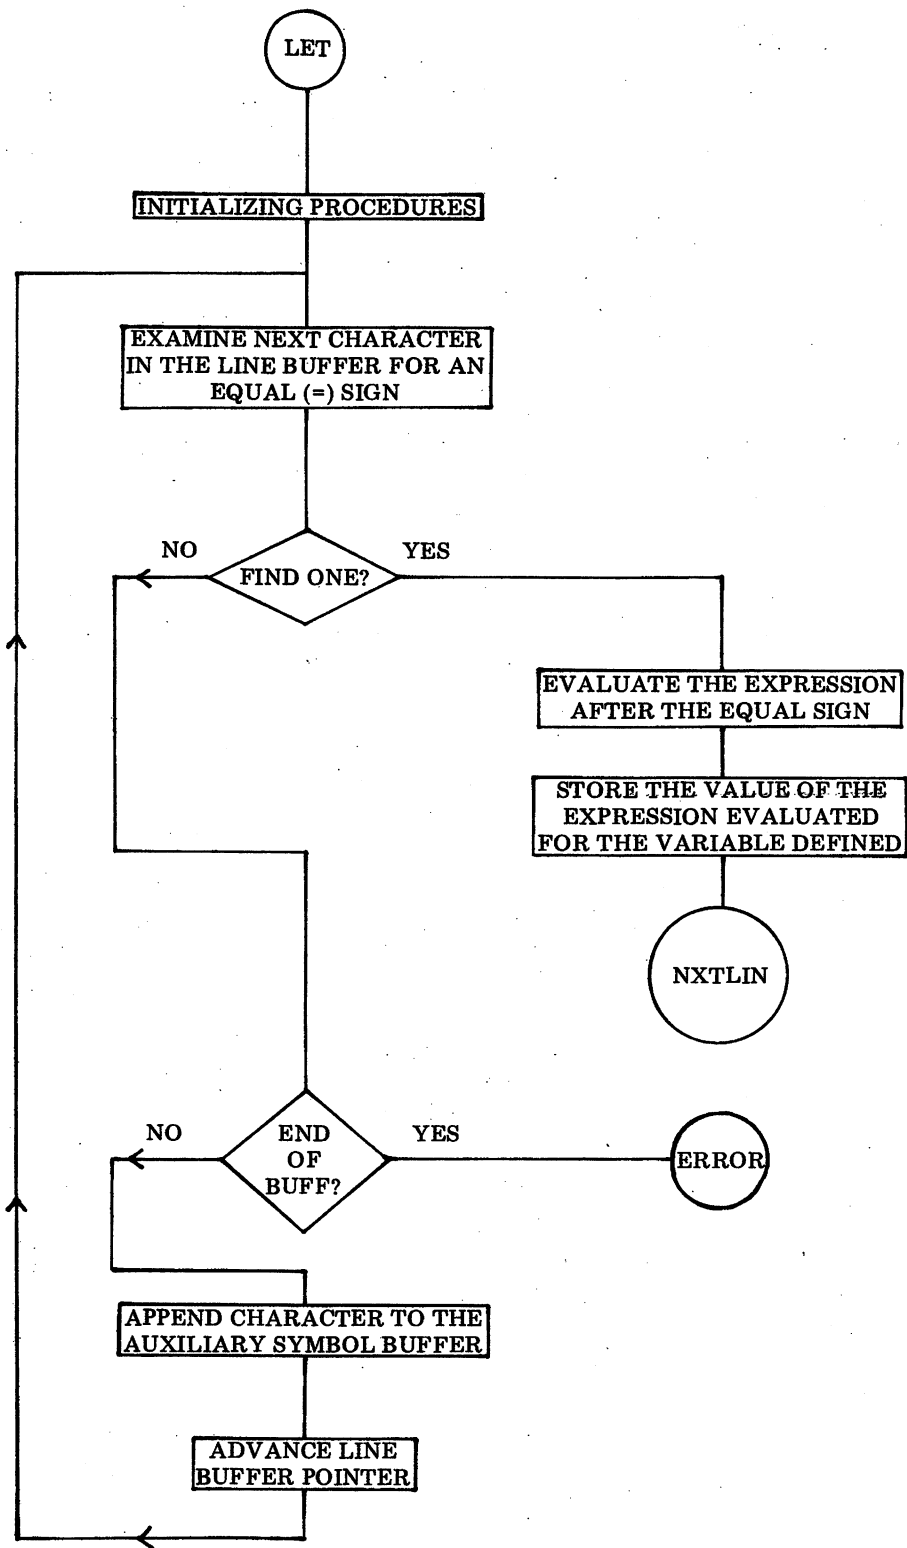 LET
INITIALIZING PROCEDURES
EXAMINE NEXT CHARACTER
IN THE LINE BUFFER FOR AN
EQUAL (=) SIGN
NO
YES
FIND ONE?
EVALUATE THE EXPRESSION
AFTER THE EQUAL SIGN
STORE THE VALUE OF THE
EXPRESSION EVALUATED
FOR THE VARIABLE DEFINED
NXTLIN
NO
YES
END
OF
BUFF?
ERROR
APPEND CHARACTER TO THE
AUXILIARY SYMBOL BUFFER
ADVANCE LINE
BUFFER POINTER